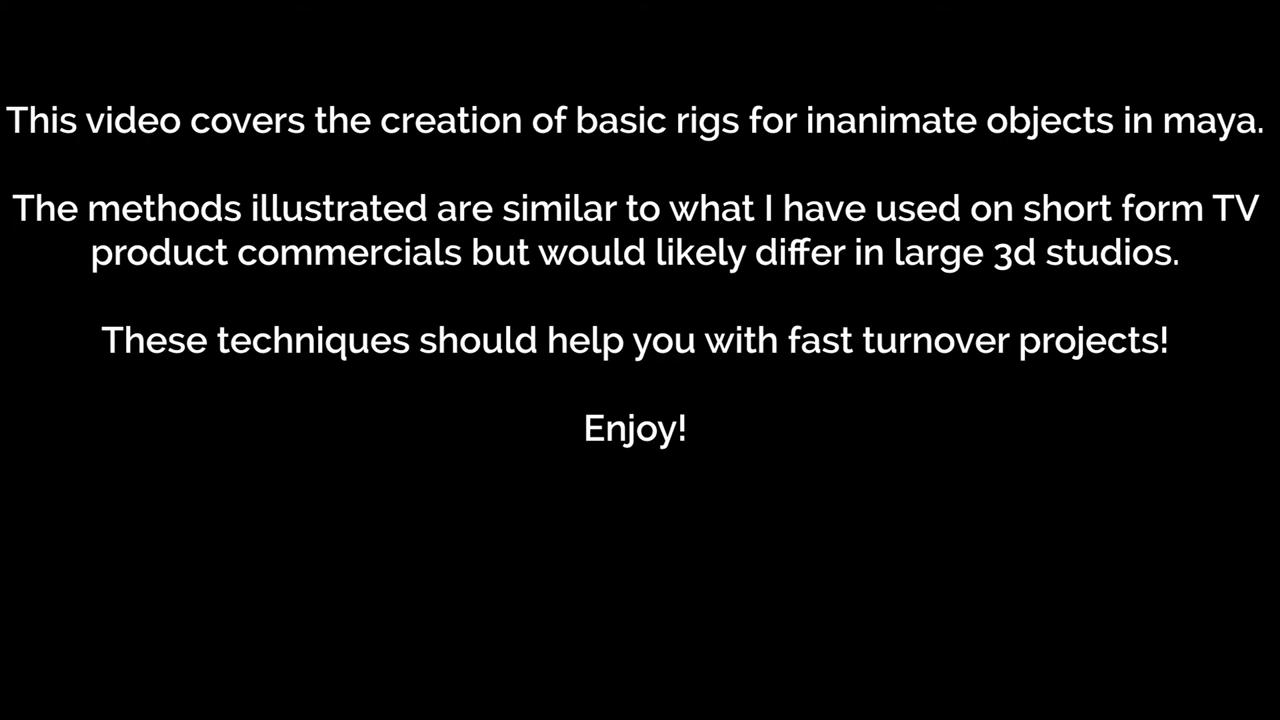 This video covers the creation of basic rigs for inanimate objects in maya.
The methods illustrated are similar to what I have used on short form TV
product commercials but would likely differ in large 3d studios.
These techniques should help you with fast turnover projects!
Enjoy!